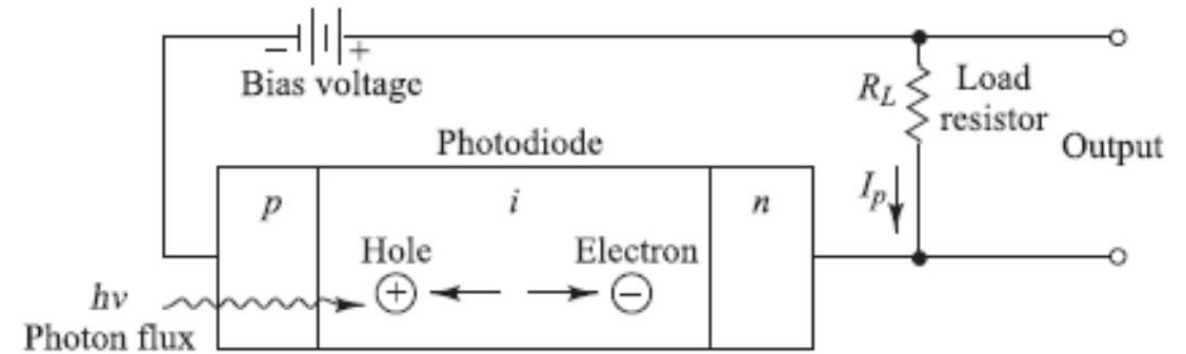 − +
Bias voltage
R_L Load
resistor
Output
Photodiode
I_p
p i n
Hole Electron
+ −
hν
Photon flux